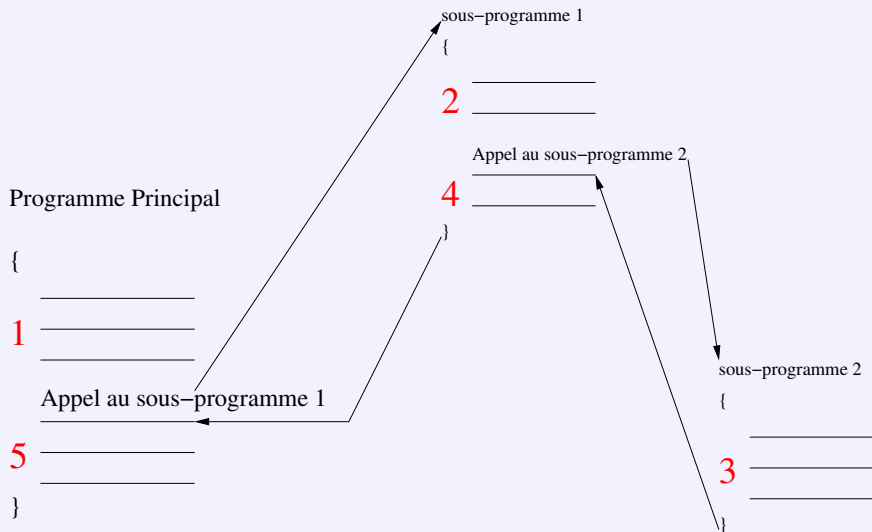 Programme Principal
{
1
Appel au sous−programme 1
5
}
sous−programme 1
{
2
Appel au sous−programme 2
4
}
sous−programme 2
{
3
}